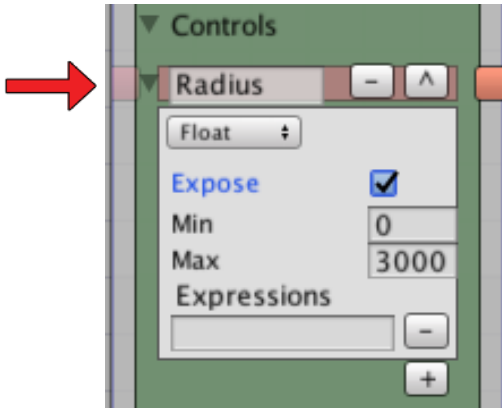 Controls
Radius - ^
Float
Expose
Min 0
Max 3000
Expressions
-
+